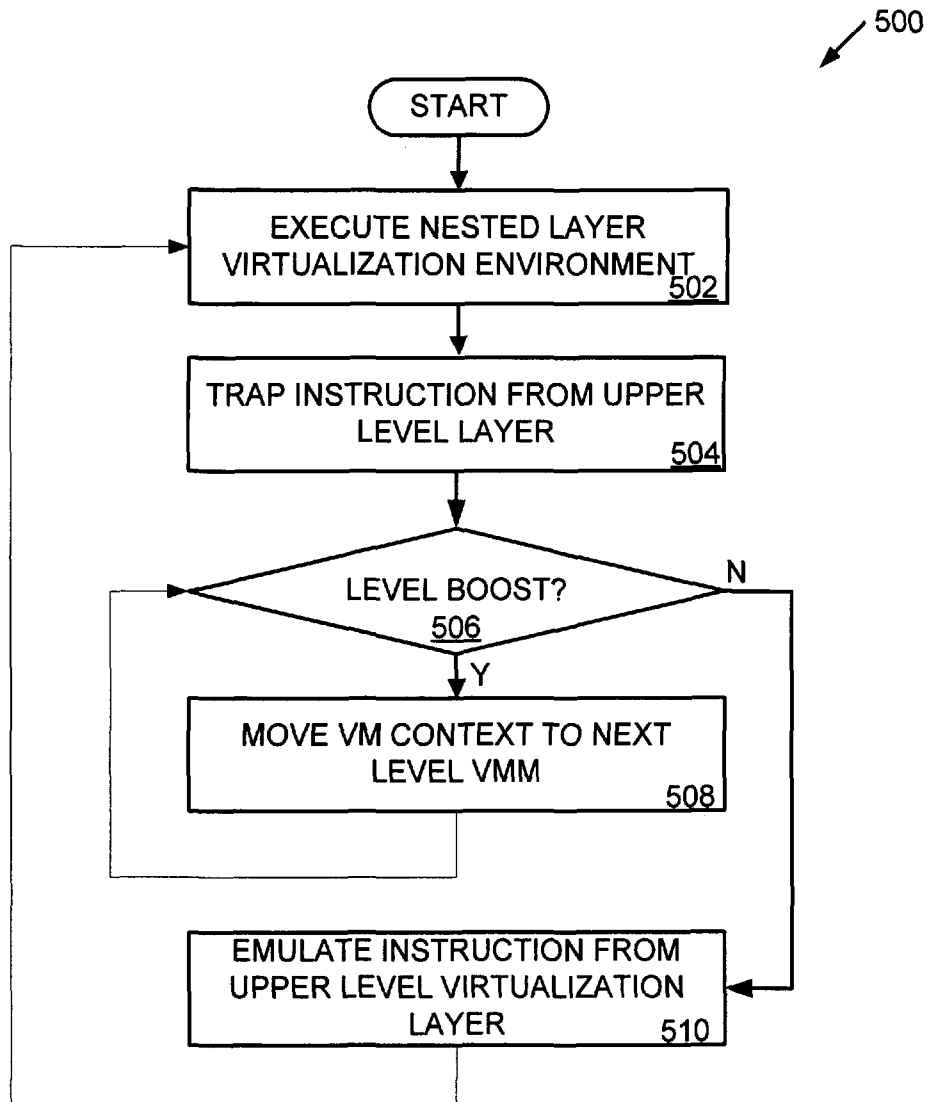 500
START
EXECUTE NESTED LAYER
VIRTUALIZATION ENVIRONMENT
502
TRAP INSTRUCTION FROM UPPER
LEVEL LAYER
504
LEVEL BOOST?
506
N
Y
MOVE VM CONTEXT TO NEXT
LEVEL VMM
508
EMULATE INSTRUCTION FROM
UPPER LEVEL VIRTUALIZATION
LAYER
510